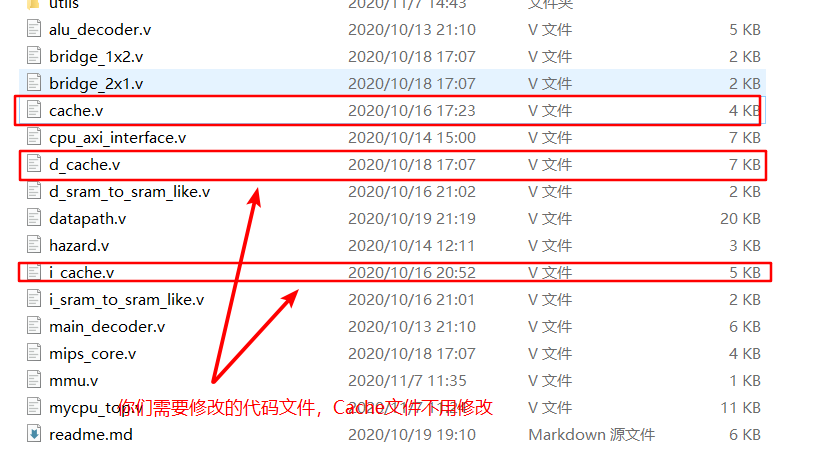 utils 2020/11/7 14:43 文件夹
alu_decoder.v 2020/10/13 21:10 V 文件 5 KB
bridge_1x2.v 2020/10/18 17:07 V 文件 2 KB
bridge_2x1.v 2020/10/18 17:07 V 文件 2 KB
cache.v 2020/10/16 17:23 V 文件 4 KB
cpu_axi_interface.v 2020/10/14 15:00 V 文件 7 KB
d_cache.v 2020/10/18 17:07 V 文件 7 KB
d_sram_to_sram_like.v 2020/10/16 21:02 V 文件 2 KB
datapath.v 2020/10/19 21:19 V 文件 20 KB
hazard.v 2020/10/14 12:11 V 文件 3 KB
i_cache.v 2020/10/16 20:52 V 文件 5 KB
i_sram_to_sram_like.v 2020/10/16 21:01 V 文件 2 KB
main_decoder.v 2020/10/13 21:10 V 文件 6 KB
mips_core.v 2020/10/18 17:07 V 文件 4 KB
mmu.v 2020/11/7 11:35 V 文件 1 KB
mycpu_top.v V 文件 11 KB
你们需要修改的代码文件，Cache文件不用修改
readme.md 2020/10/19 19:10 Markdown 源文件 6 KB